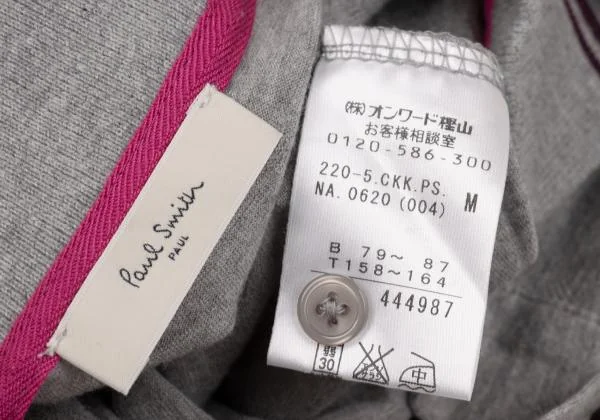 Paul Smith
PAUL
(株)オンワード樫山
お客様相談室
0120-586-300
220-5.CKK.PS.
NA. 0620 (004) M
B 79～ 87
T158～164
444987
弱
30
中